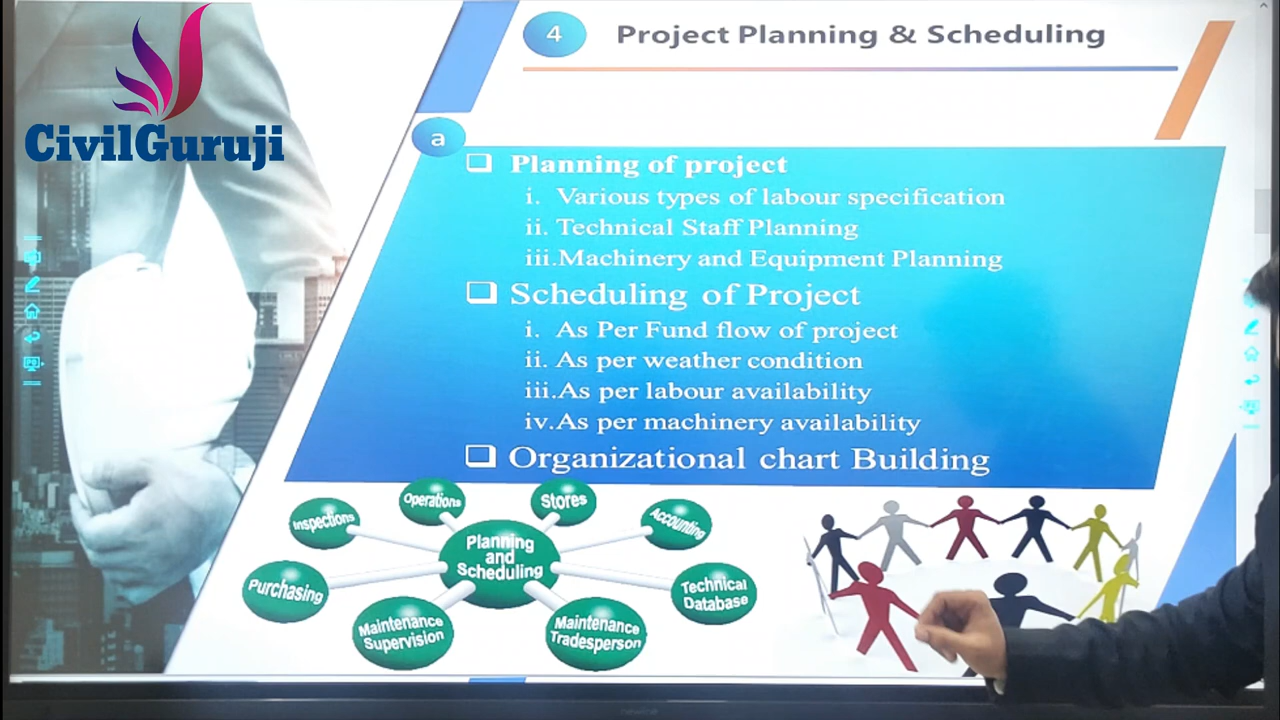 CivilGuruji
4 Project Planning & Scheduling
a
❑ Planning of project
i. Various types of labour specification
ii. Technical Staff Planning
iii.Machinery and Equipment Planning
❑ Scheduling of Project
i. As Per Fund flow of project
ii. As per weather condition
iii.As per labour availability
iv.As per machinery availability
❑ Organizational chart Building
Inspections
Operations
Stores
Accounting
Planning
and
Scheduling
Purchasing
Technical
Database
Maintenance
Supervision
Maintenance
Tradesperson